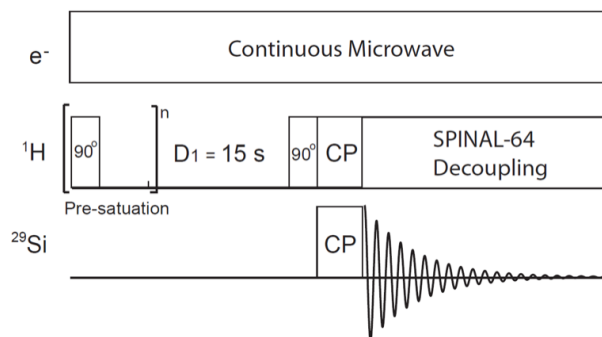 e-
Continuous Microwave
¹H
90°
n
D1 = 15 s
90°
CP
SPINAL-64
Decoupling
Pre-satuation
²⁹Si
CP